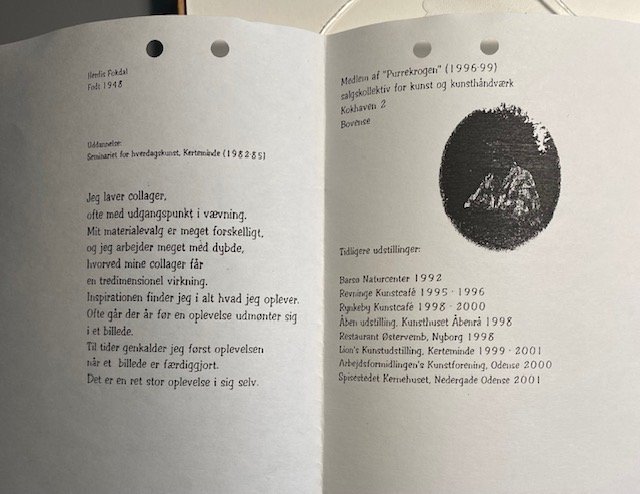 Herdis Fokdal
Født 1948
Uddannelse:
Seminariet for hverdagskunst, Kerteminde (1982-85)
Jeg laver collager,
ofte med udgangspunkt i vævning.
Mit materialevalg er meget forskelligt,
og jeg arbejder meget med dybde,
hvorved mine collager får
en tredimensionel virkning.
Inspirationen finder jeg i alt hvad jeg oplever.
Ofte går der år før en oplevelse udmønter sig
i et billede.
Til tider genkalder jeg først oplevelsen
når et billede er færdiggjort.
Det er en ret stor oplevelse i sig selv.
Medlem af "Purrekrogen" (1996-99)
salgskollektiv for kunst og kunsthåndværk
Kokhaven 2
Bovense
Tidligere udstillinger:
Barsø Naturcenter 1992
Revninge Kunstcafè 1995 - 1996
Rynkeby Kunstcafè 1998 - 2000
Åben udstilling. Kunsthuset Åbenrå 1998
Restaurant Østervemb, Nyborg 1998
Lion's Kunstudstilling, Kerteminde 1999 - 2001
Arbejdsformidlingen's Kunstforening, Odense 2000
Spisestedet Kernehuset, Nedergade Odense 2001